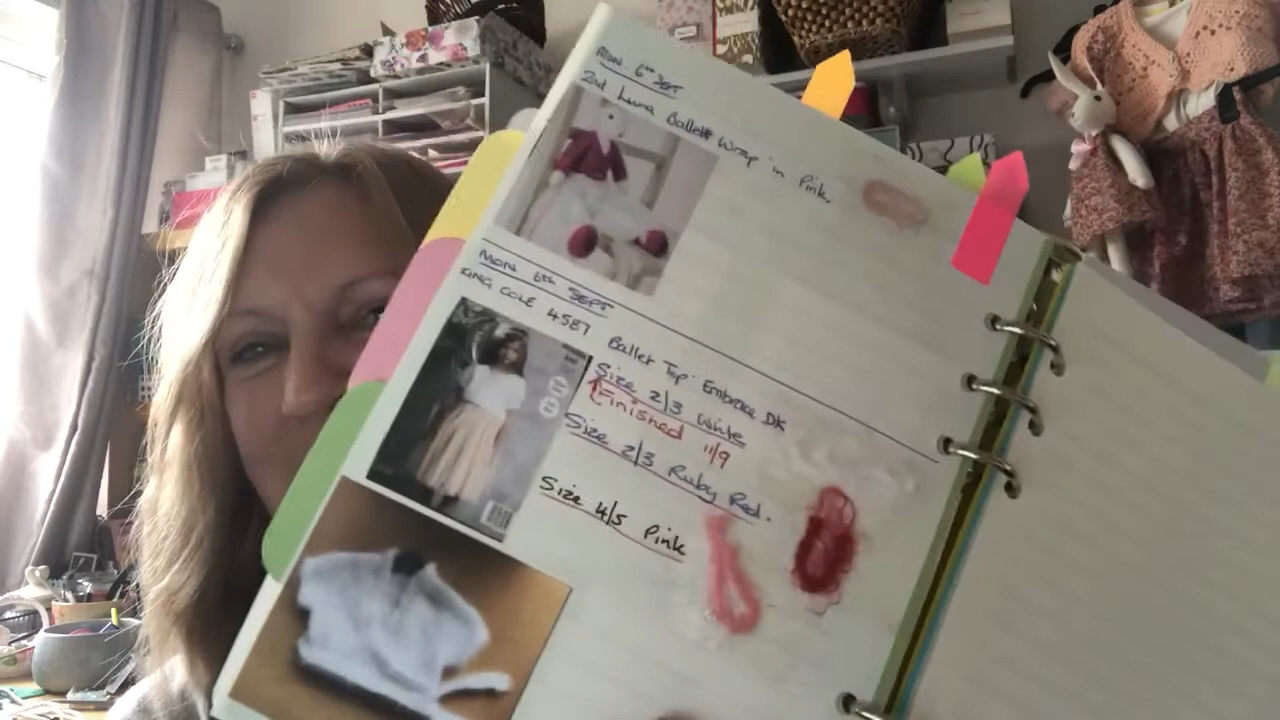 MON 6th SEPT
2nd Luna Ballet Wrap in Pink.
MON 6th SEPT
KING COLE 4587 Ballet Top Embrace DK
Size 2/3 White
Finished 11/9
Size 2/3 Ruby Red.
Size 4/5 Pink